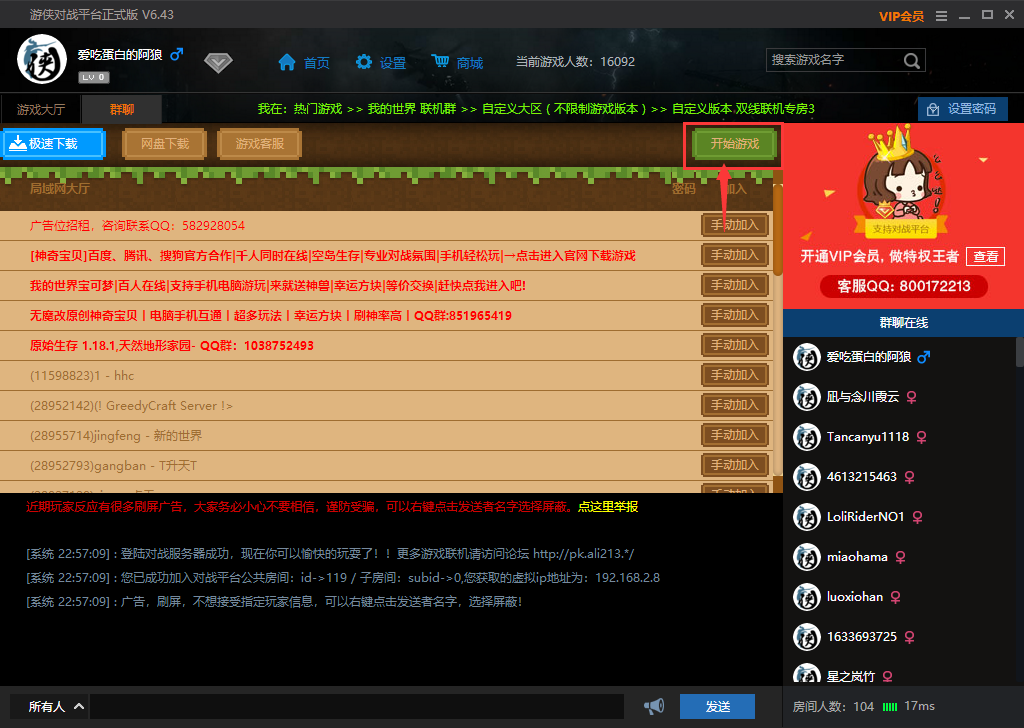 游侠对战平台正式版 V6.43
VIP会员
爱吃蛋白的阿狼
LV 0
首页
设置
商城
当前游戏人数：16092
搜索游戏名字
游戏大厅
群聊
我在：热门游戏 >> 我的世界 联机群 >> 自定义大区（不限制游戏版本）>> 自定义版本.双线联机专房3
设置密码
极速下载
网盘下载
游戏客服
开始游戏
局域网大厅
密码
加入
广告位招租，咨询联系QQ：582928054
手动加入
[神奇宝贝]百度、腾讯、搜狗官方合作|千人同时在线|空岛生存|专业对战氛围|手机轻松玩|→点击进入官网下载游戏
手动加入
我的世界宝可梦|百人在线|支持手机电脑游玩|来就送神兽|幸运方块|等价交换|赶快点我进入吧!
手动加入
无魔改原创神奇宝贝丨电脑手机互通丨超多玩法丨幸运方块丨刷神率高丨QQ群:851965419
手动加入
原始生存 1.18.1,天然地形家园- QQ群：1038752493
手动加入
(11598823)1 - hhc
手动加入
(28952142)(! GreedyCraft Server !>
手动加入
(28955714)jingfeng - 新的世界
手动加入
(28952793)gangban - T升天T
手动加入
近期玩家反应有很多刷屏广告，大家务必小心不要相信，谨防受骗，可以右键点击发送者名字选择屏蔽。点这里举报
[系统 22:57:09]：登陆对战服务器成功，现在你可以愉快的玩耍了！！更多游戏联机请访问论坛 http://pk.ali213.*/
[系统 22:57:09]：您已成功加入对战平台公共房间：id->119 / 子房间：subid->0,您获取的虚拟ip地址为：192.168.2.8
[系统 22:57:09]：广告，刷屏，不想接受指定玩家信息，可以右键点击发送者名字，选择屏蔽！
所有人
发送
支持对战平台
开通VIP会员，做特权王者
查看
客服QQ: 800172213
群聊在线
爱吃蛋白的阿狼
凪与念川霞云
Tancanyu1118
4613215463
LoliRiderNO1
miaohama
luoxiohan
1633693725
星之岚竹
房间人数：104
17ms